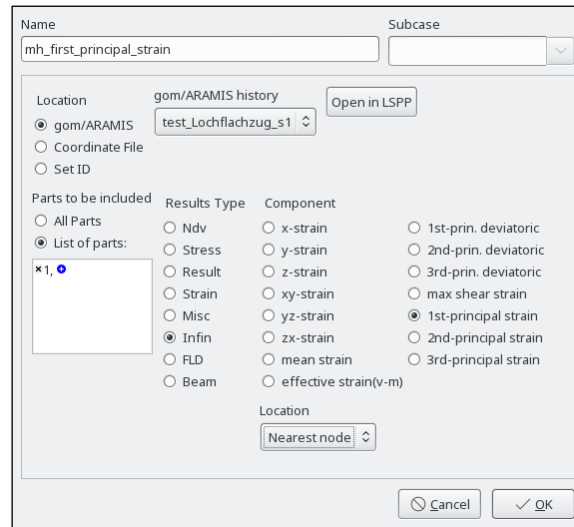 Name
Subcase
mh_first_principal_strain
Location
gom/ARAMIS history
Open in LSPP
gom/ARAMIS
test_Lochflachzug_s1
Coordinate File
Set ID
Parts to be included
Results Type
Component
All Parts
Ndv
x-strain
1st-prin. deviatoric
List of parts:
Stress
y-strain
2nd-prin. deviatoric
×1,
Result
z-strain
3rd-prin. deviatoric
Strain
xy-strain
max shear strain
Misc
yz-strain
1st-principal strain
Infin
zx-strain
2nd-principal strain
FLD
mean strain
3rd-principal strain
Beam
effective strain(v-m)
Location
Nearest node
Cancel
OK